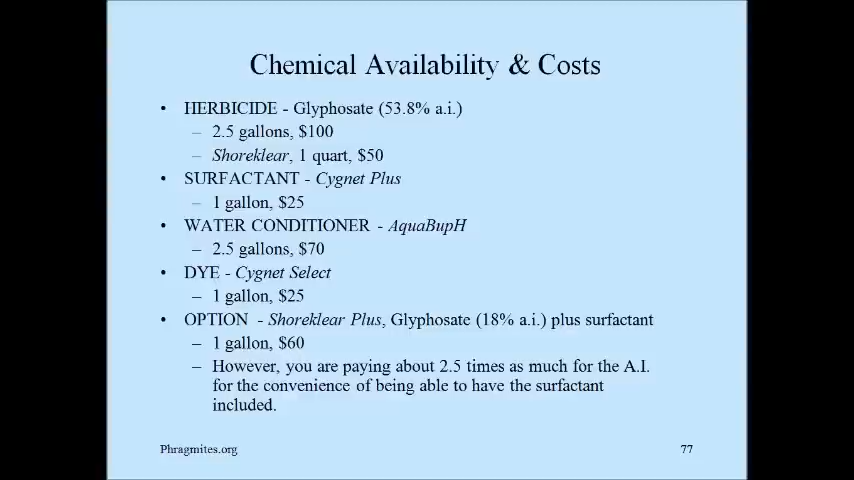 Chemical Availability & Costs
• HERBICIDE - Glyphosate (53.8% a.i.)
– 2.5 gallons, $100
– Shoreklear, 1 quart, $50
• SURFACTANT - Cygnet Plus
– 1 gallon, $25
• WATER CONDITIONER - AquaBupH
– 2.5 gallons, $70
• DYE - Cygnet Select
– 1 gallon, $25
• OPTION - Shoreklear Plus, Glyphosate (18% a.i.) plus surfactant
– 1 gallon, $60
– However, you are paying about 2.5 times as much for the A.I.
for the convenience of being able to have the surfactant
included.
Phragmites.org
77